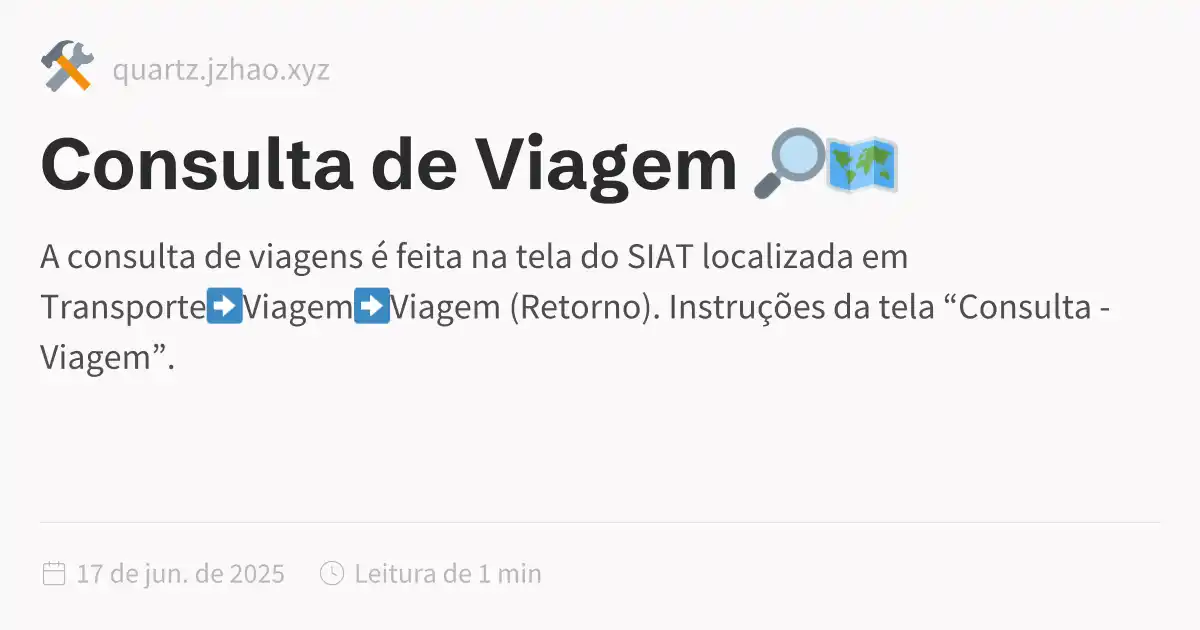 quartz.jzhao.xyz
Consulta de Viagem 🔎🗺️
A consulta de viagens é feita na tela do SIAT localizada em
Transporte➡️Viagem➡️Viagem (Retorno). Instruções da tela “Consulta -
Viagem”.
17 de jun. de 2025 Leitura de 1 min